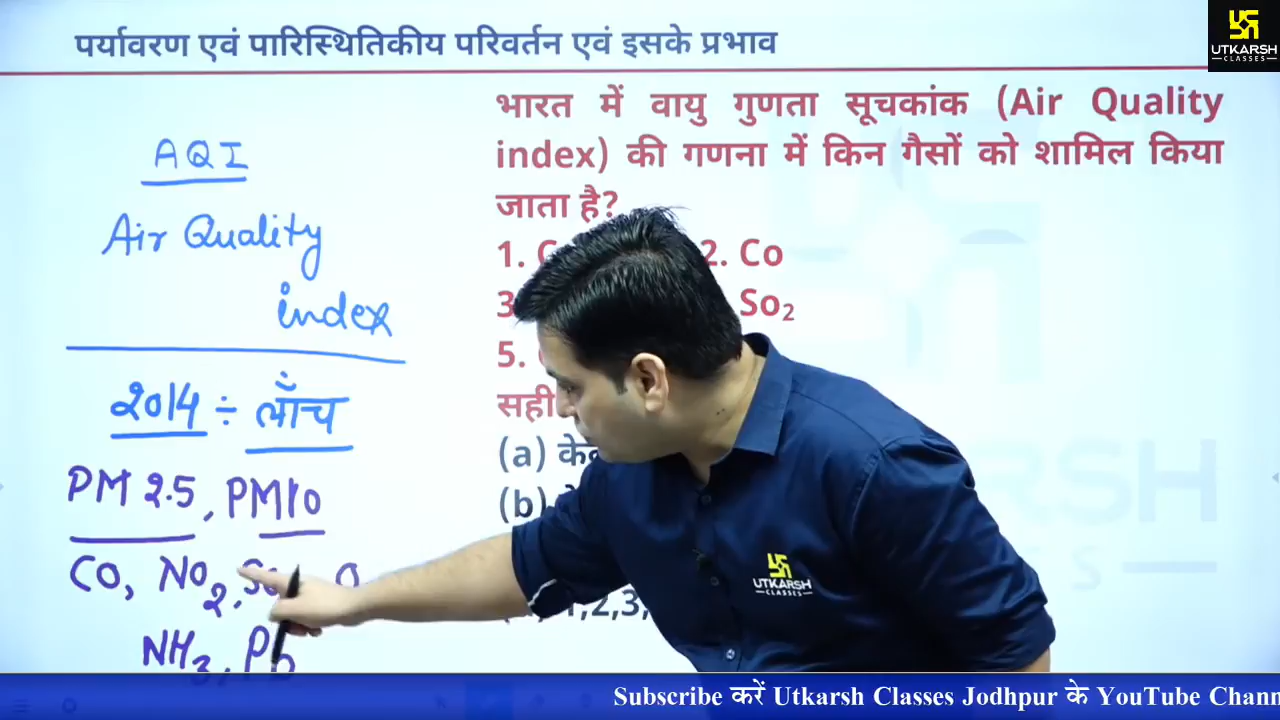 पर्यावरण एवं पारिस्थितिकीय परिवर्तन एवं इसके प्रभाव
UTKARSH
CLASSES
भारत में वायु गुणता सूचकांक (Air Quality
index) की गणना में किन गैसों को शामिल किया
जाता है?
1. 2. Co
3 So₂
5.
सही
(a)
(b)
1,2,3,
AQI
Air Quality
index
2014 ÷ लाँच
PM 2.5, PM10
CO, NO2,
NH3, Pb
UTKARSH
CLASSES
Subscribe करें Utkarsh Classes Jodhpur के YouTube Chann